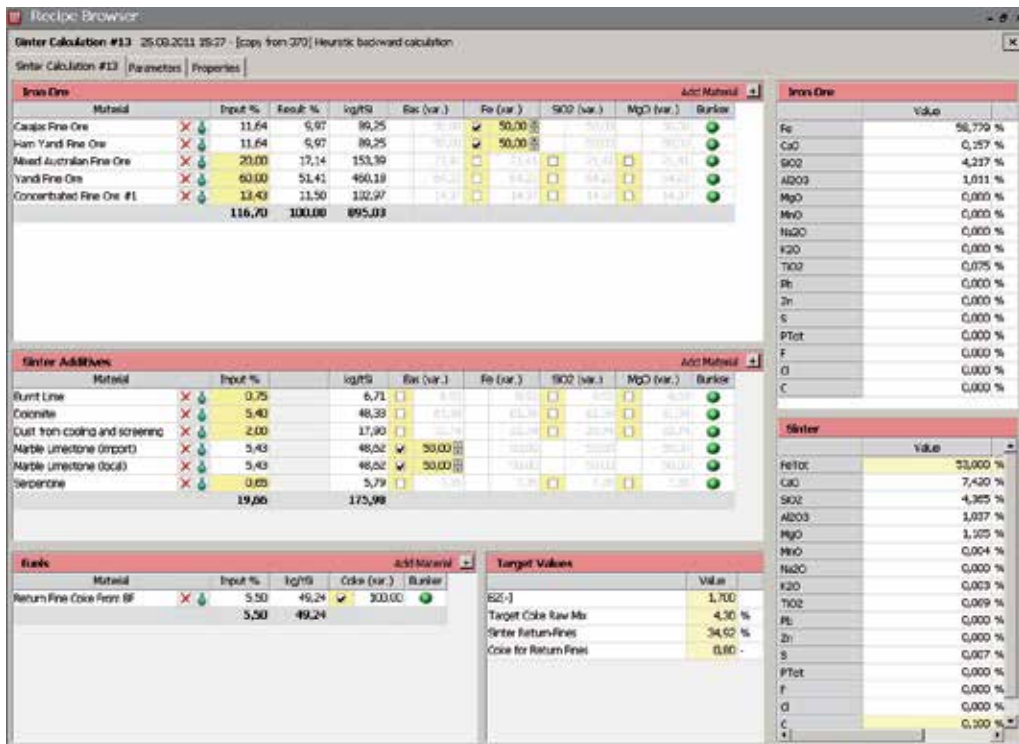 Recipe Browser
Sinter Calculation #13 25.08.2011 15:27 - [copy from 370] Heuristic backward calculation
Sinter Calculation #13 Parameters Properties
Iron Ore Add Material
Material Input % Result % kg/tSi Bas (var.) Fe (var.) SiO2 (var.) MgO (var.) Bunker
Carajas Fine Ore 11,64 9,97 89,25 50,00
Ham Yandi Fine Ore 11,64 9,97 89,25 50,00
Mixed Australian Fine Ore 20,00 17,14 153,39
Yandi Fine Ore 60,00 51,41 460,18
Concentrated Fine Ore #1 13,43 11,50 102,97
116,70 100,00 895,03
Sinter Additives Add Material
Material Input % kg/tSi Bas (var.) Fe (var.) SiO2 (var.) MgO (var.) Bunker
Burnt Lime 0,75 6,71
Dolomite 5,40 48,33
Dust from cooling and screening 2,00 17,90
Marble Limestone (import) 5,43 48,62 50,00
Marble Limestone (local) 5,43 48,62 50,00
Serpentine 0,65 5,79
19,66 175,98
Fuels Add Material
Material Input % kg/tSi Coke (var.) Bunker
Return Fine Coke From BF 5,50 49,24 100,00
5,50 49,24
Target Values
Value
B2[-] 1,700
Target Coke Raw Mix 4,30 %
Sinter Return-Fines 34,92 %
Coke for Return Fines 0,80 -
Iron Ore
Value
Fe 58,779 %
CaO 0,157 %
SiO2 4,217 %
Al2O3 1,011 %
MgO 0,000 %
MnO 0,000 %
Na2O 0,000 %
K2O 0,000 %
TiO2 0,075 %
Pb 0,000 %
Zn 0,000 %
S 0,000 %
PTot 0,000 %
F 0,000 %
Cl 0,000 %
C 0,000 %
Sinter
Value
FeTot 53,000 %
CaO 7,420 %
SiO2 4,365 %
Al2O3 1,037 %
MgO 1,105 %
MnO 0,004 %
Na2O 0,000 %
K2O 0,003 %
TiO2 0,069 %
Pb 0,000 %
Zn 0,000 %
S 0,007 %
PTot 0,000 %
F 0,000 %
Cl 0,000 %
C 0,100 %